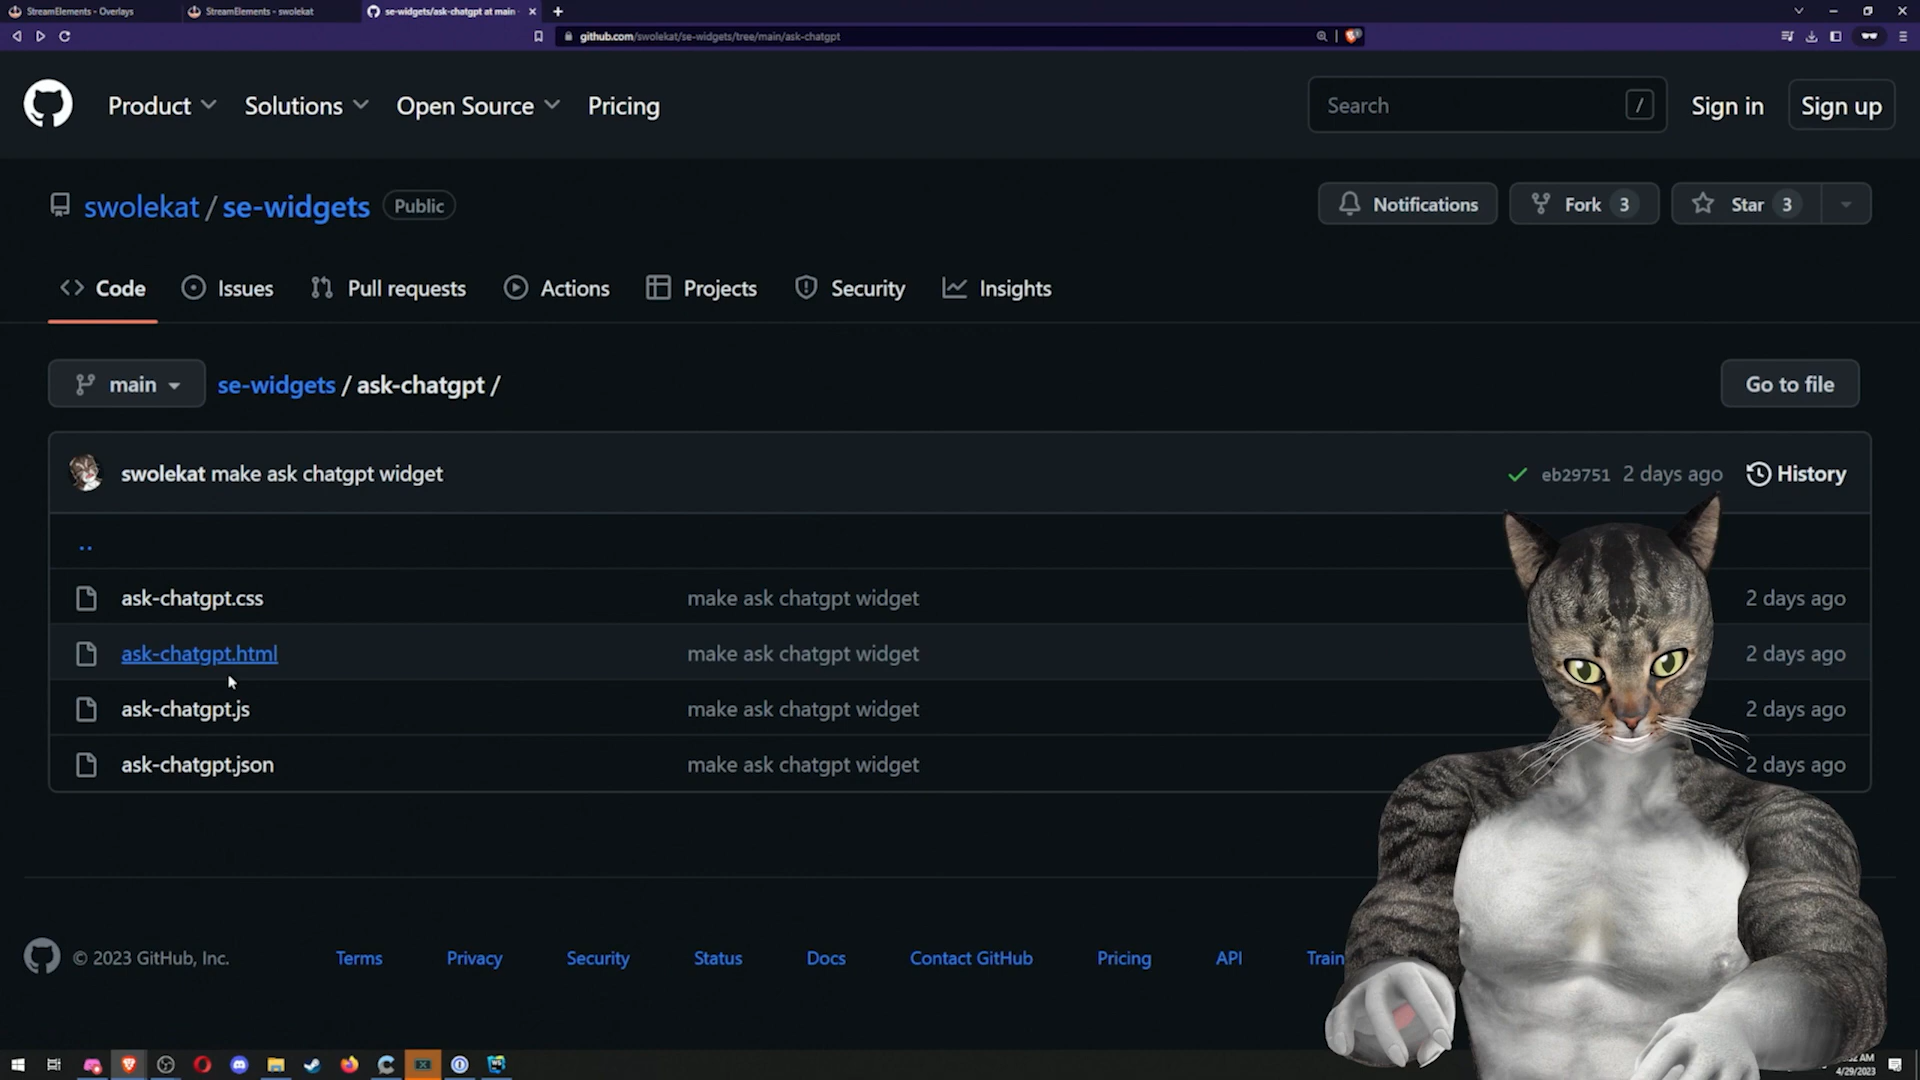 StreamElements - Overlays
StreamElements - swolekat
se-widgets/ask-chatgpt at main
github.com/swolekat/se-widgets/tree/main/ask-chatgpt
Product
Solutions
Open Source
Pricing
Search
/
Sign in
Sign up
swolekat / se-widgets
Public
Notifications
Fork 3
Star 3
Code
Issues
Pull requests
Actions
Projects
Security
Insights
main
se-widgets / ask-chatgpt /
Go to file
swolekat make ask chatgpt widget
eb29751 2 days ago
History
..
ask-chatgpt.css make ask chatgpt widget 2 days ago
ask-chatgpt.html make ask chatgpt widget 2 days ago
ask-chatgpt.js make ask chatgpt widget 2 days ago
ask-chatgpt.json make ask chatgpt widget 2 days ago
© 2023 GitHub, Inc.
Terms
Privacy
Security
Status
Docs
Contact GitHub
Pricing
API
Train
AM
4/29/2023